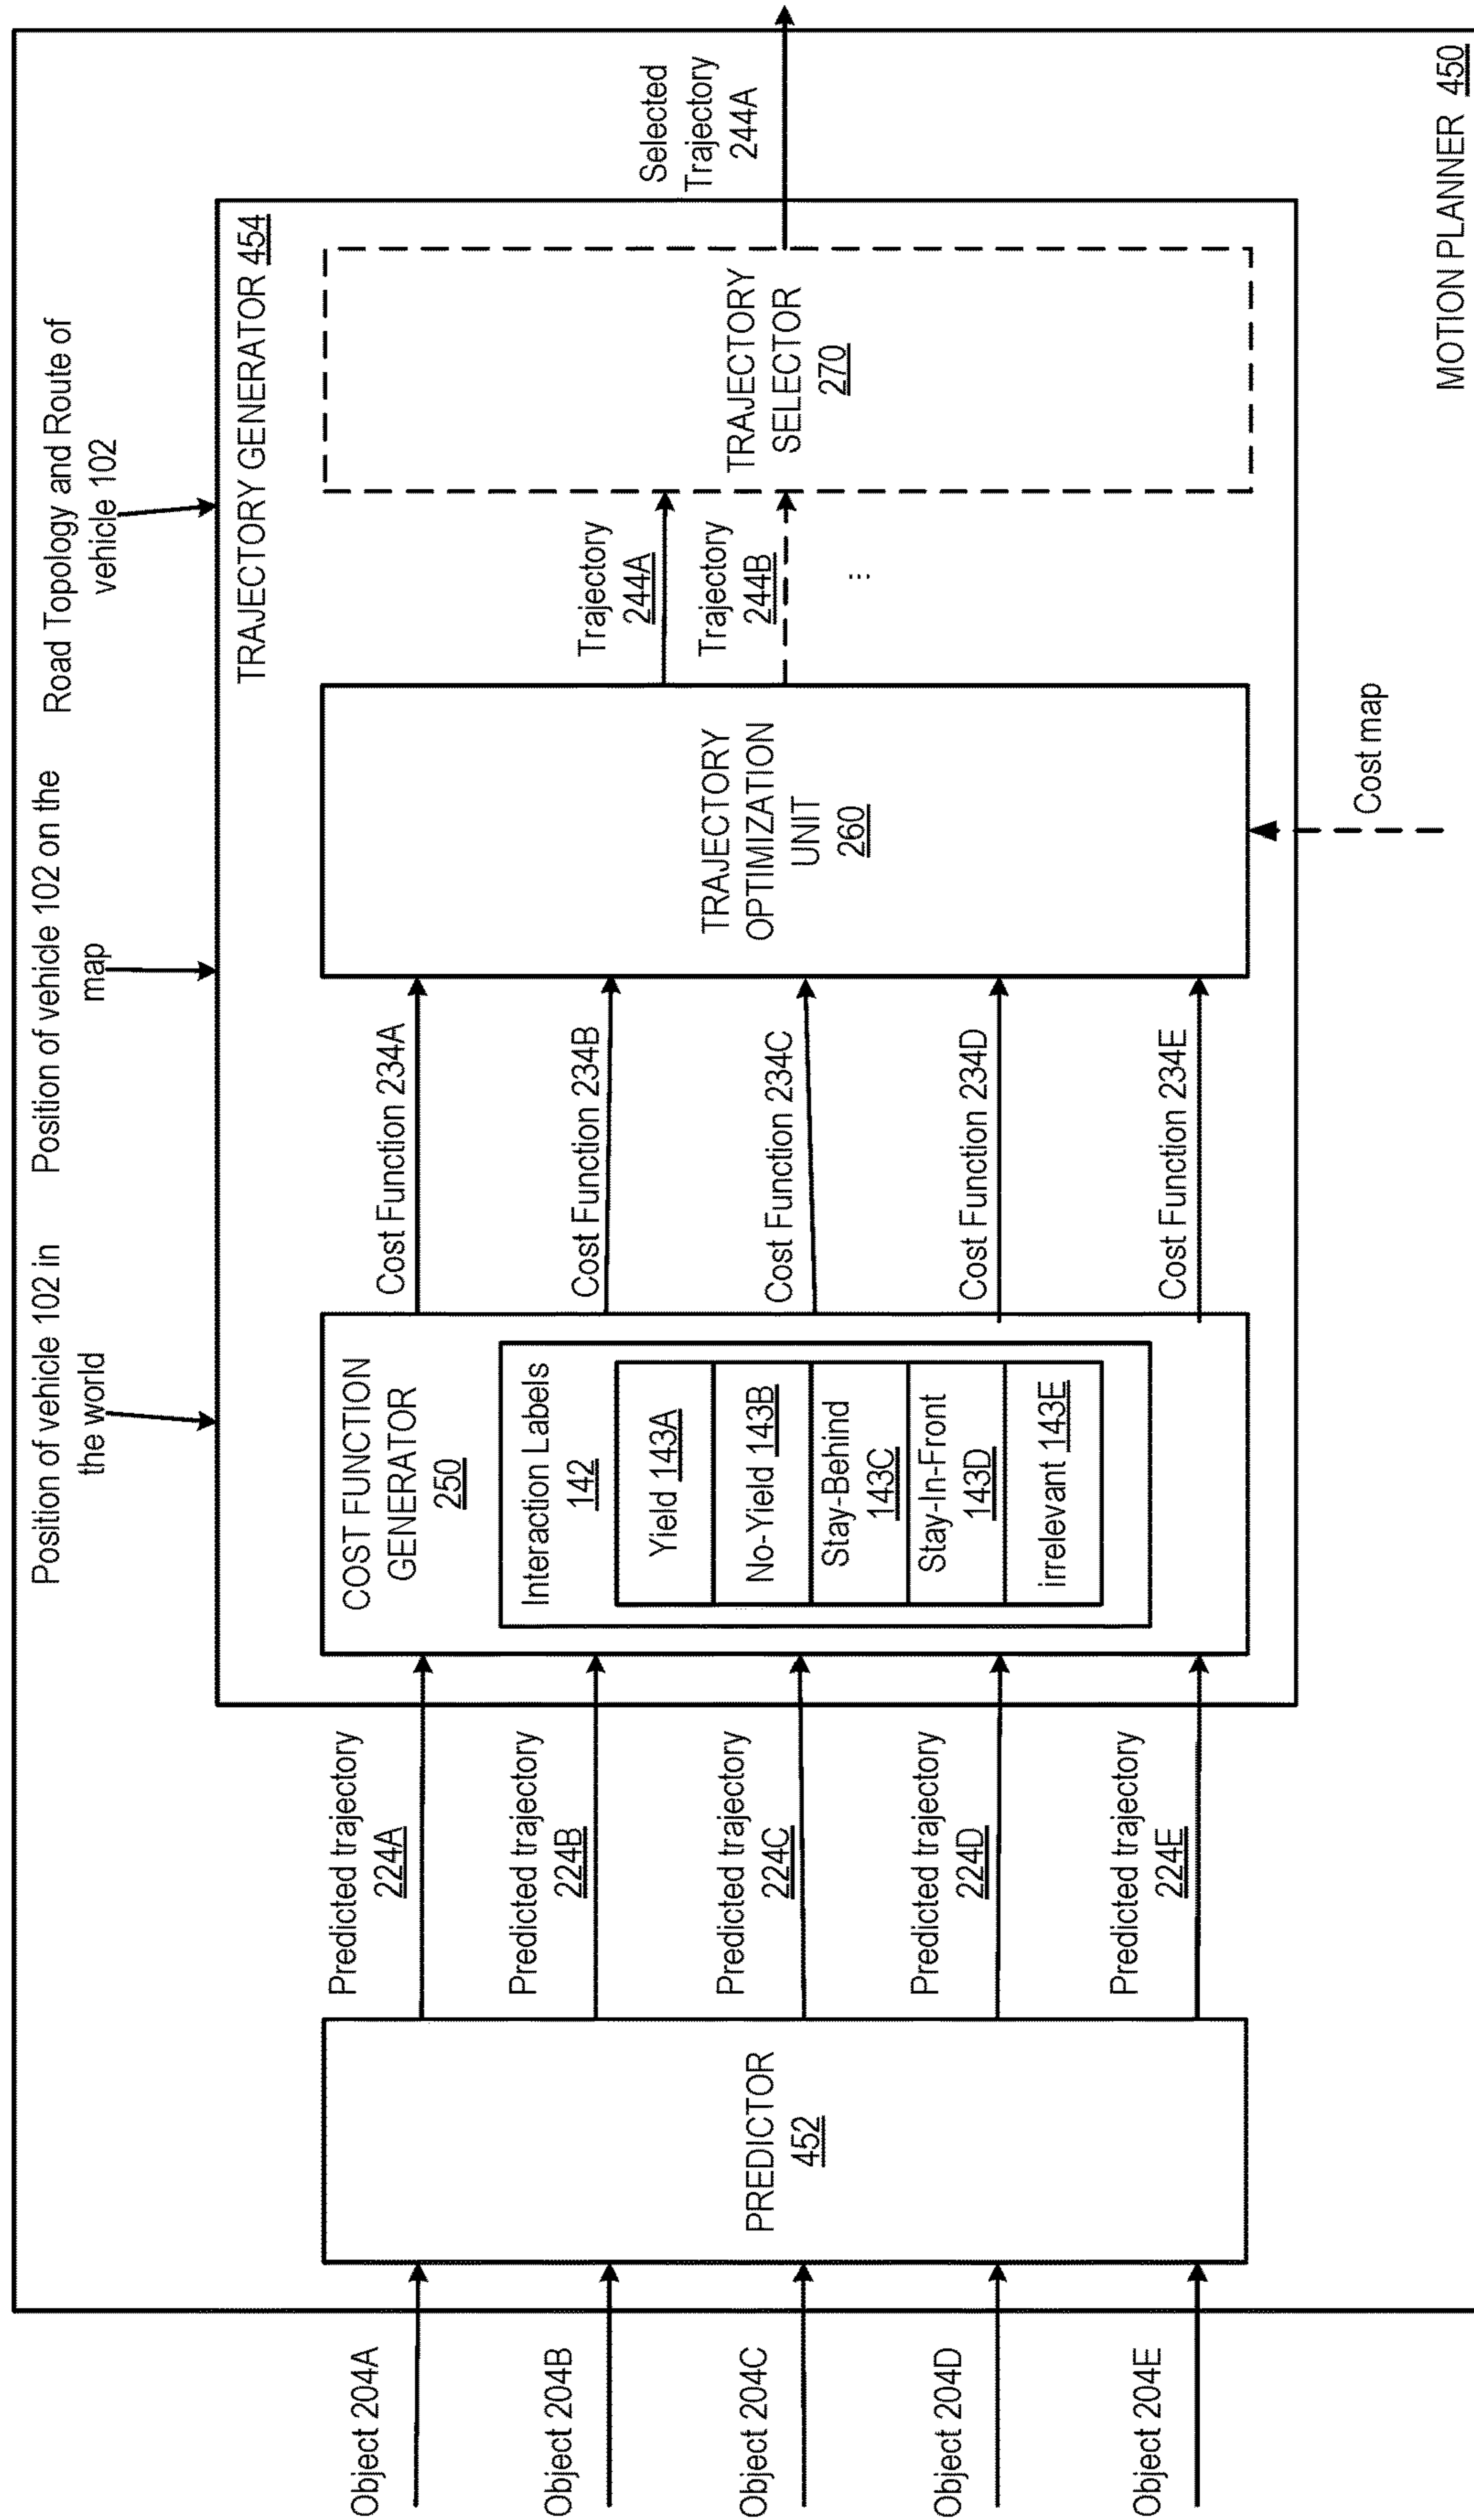 Object 204A
Object 204B
Object 204C
Object 204D
Object 204E
PREDICTOR
452
Predicted trajectory
224A
Predicted trajectory
224B
Predicted trajectory
224C
Predicted trajectory
224D
Predicted trajectory
224E
Position of vehicle 102 in
the world
Position of vehicle 102 on the
map
Road Topology and Route of
vehicle 102
TRAJECTORY GENERATOR 454
COST FUNCTION
GENERATOR
250
Interaction Labels
142
Yield 143A
No-Yield 143B
Stay-Behind
143C
Stay-In-Front
143D
irrelevant 143E
Cost Function 234A
Cost Function 234B
Cost Function 234C
Cost Function 234D
Cost Function 234E
TRAJECTORY
OPTIMIZATION
UNIT
260
Cost map
Trajectory
244A
Trajectory
244B
...
TRAJECTORY
SELECTOR
270
Selected
Trajectory
244A
MOTION PLANNER 450